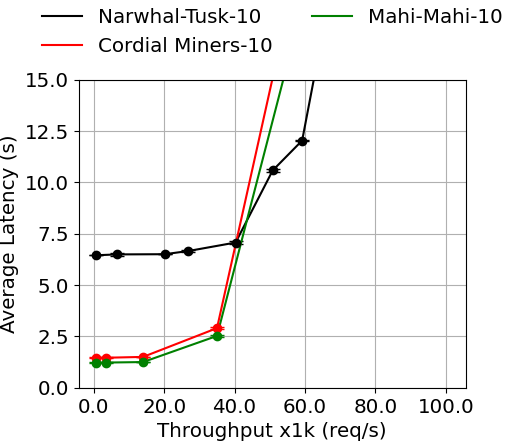 Narwhal-Tusk-10
Cordial Miners-10
Mahi-Mahi-10
15.0
12.5
10.0
7.5
5.0
2.5
0.0
Average Latency (s)
0.0 20.0 40.0 60.0 80.0 100.0
Throughput x1k (req/s)